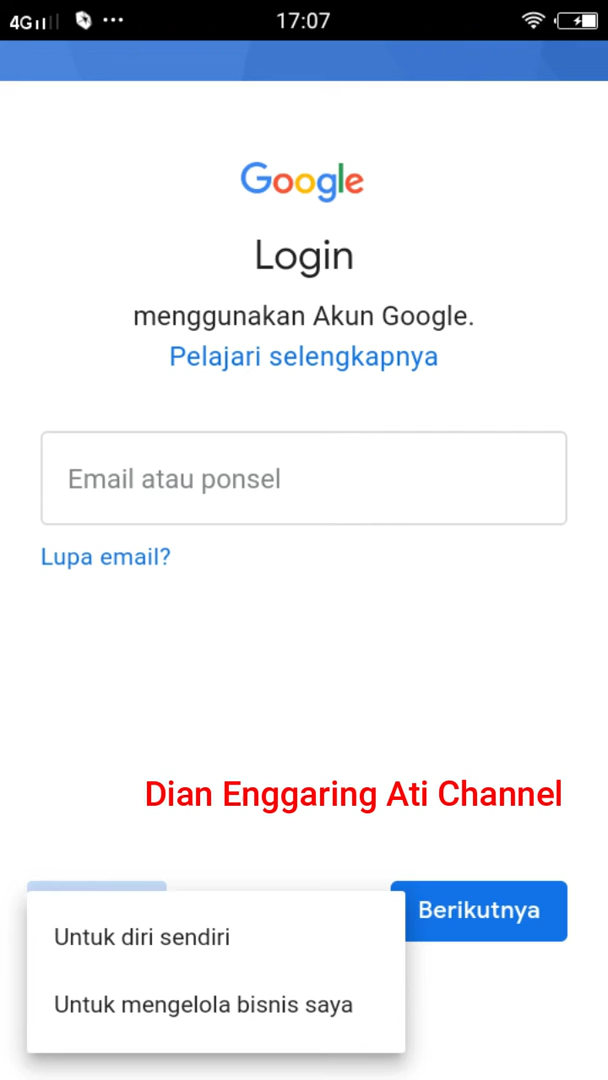 4G
17:07
Google
Login
menggunakan Akun Google.
Pelajari selengkapnya
Email atau ponsel
Lupa email?
Dian Enggaring Ati Channel
Berikutnya
Untuk diri sendiri
Untuk mengelola bisnis saya